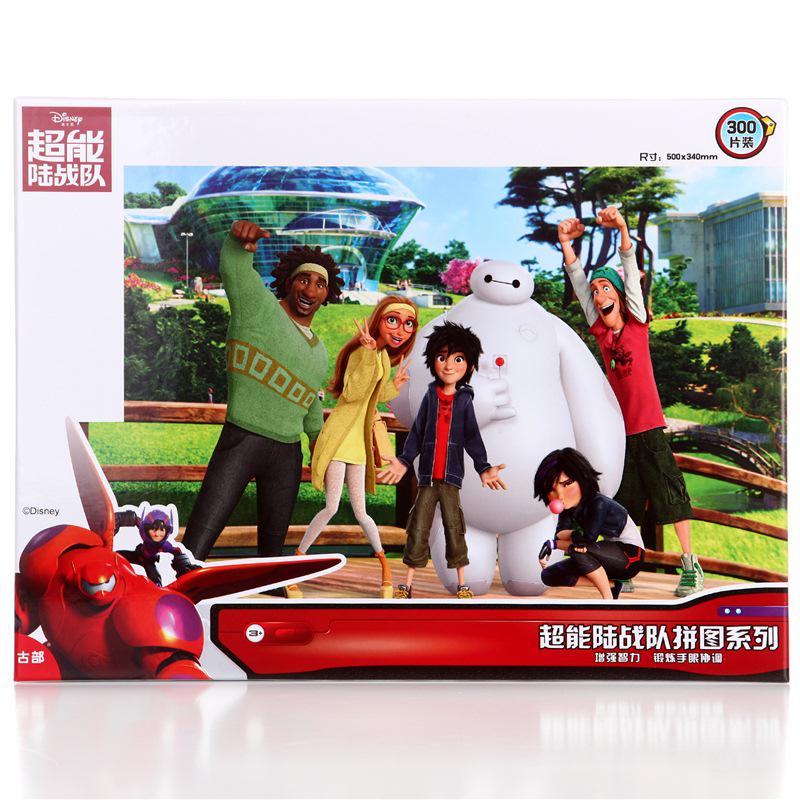 Disney
超能
陆战队
300
片装
尺寸：500x340mm
©Disney
3+
超能陆战队拼图系列
增强智力 锻炼手眼协调
古部